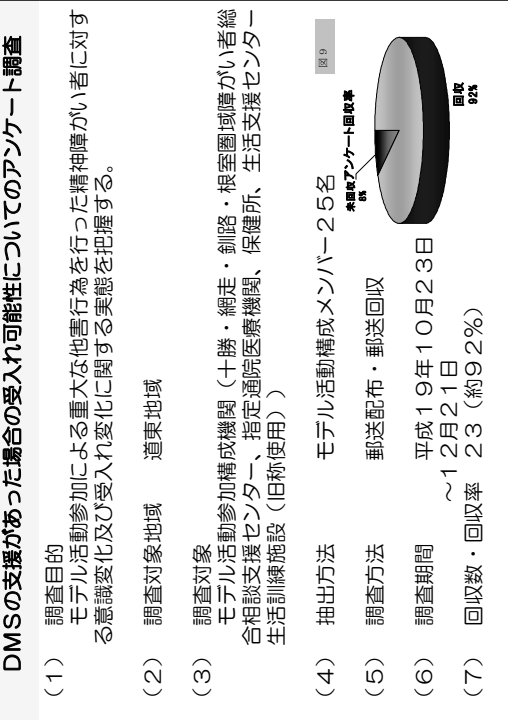 DMSの支援があった場合の受入れ可能性についてのアンケート調査
（１） 調査目的
モデル活動参加による重大な他害行為を行った精神障がい者に対す
る意識変化及び受入れ変化に関する実態を把握する。
（２） 調査対象地域 道東地域
（３） 調査対象
モデル活動参加構成機関（十勝・網走・釧路・根室圏域障がい者総
合相談支援センター、指定通院医療機関、保健所、生活支援センター
生活訓練施設（旧称使用））
（４） 抽出方法 モデル活動構成メンバー２５名
（５） 調査方法 郵送配布・郵送回収
（６） 調査期間 平成１９年１０月２３日
～１２月２１日
（７） 回収数・回収率 ２３（約９２％）
図９
未回収アンケート回収率
8%
回収
92%